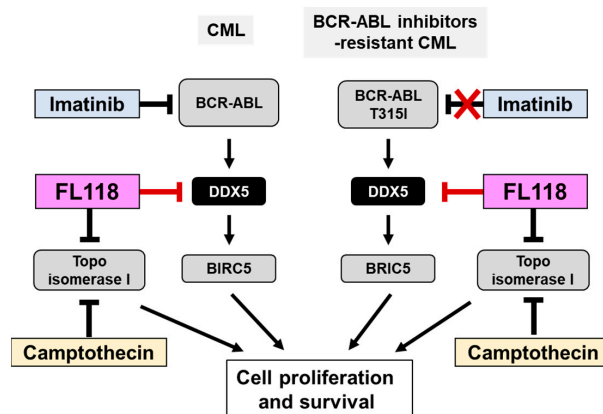 CML
BCR-ABL inhibitors
-resistant CML
Imatinib
BCR-ABL
BCR-ABL
T315I
Imatinib
FL118
DDX5
DDX5
FL118
Topo
isomerase I
BIRC5
BRIC5
Topo
isomerase I
Camptothecin
Camptothecin
Cell proliferation
and survival